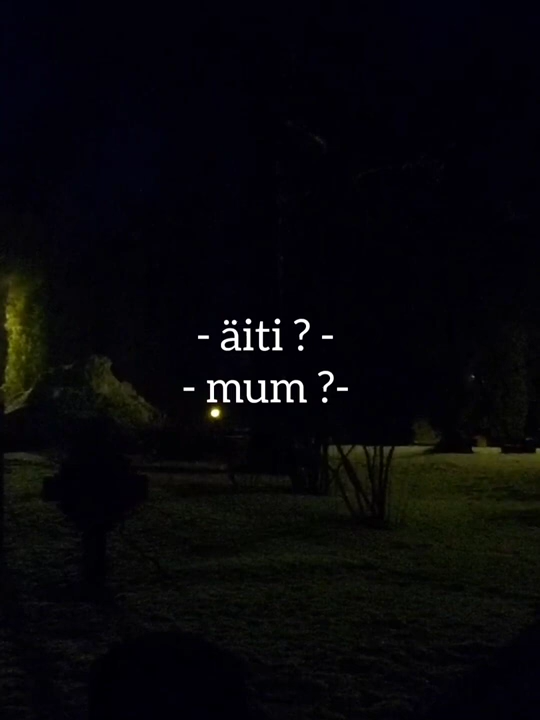 - äiti ? -
- mum ?-